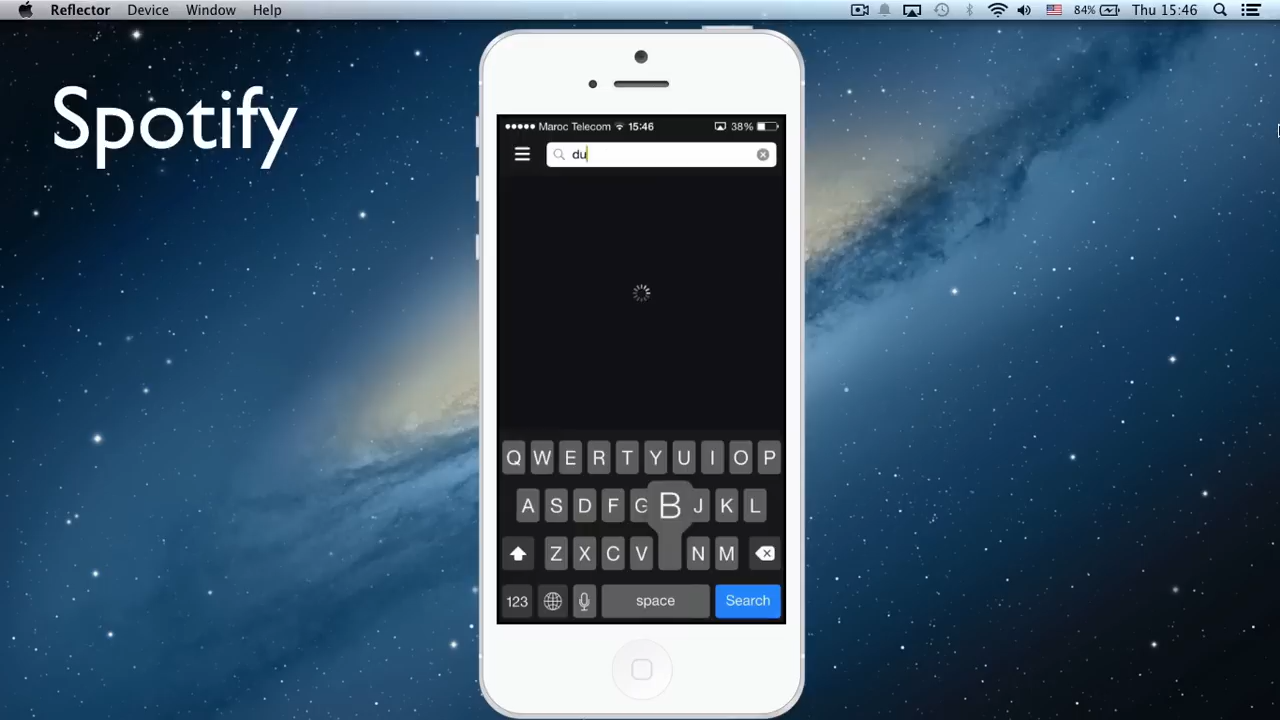 Reflector Device Window Help 84% Thu 15:46
Spotify
Maroc Telecom 15:46 38%
du
Q W E R T Y U I O P
A S D F G B J K L
Z X C V N M
123 space Search